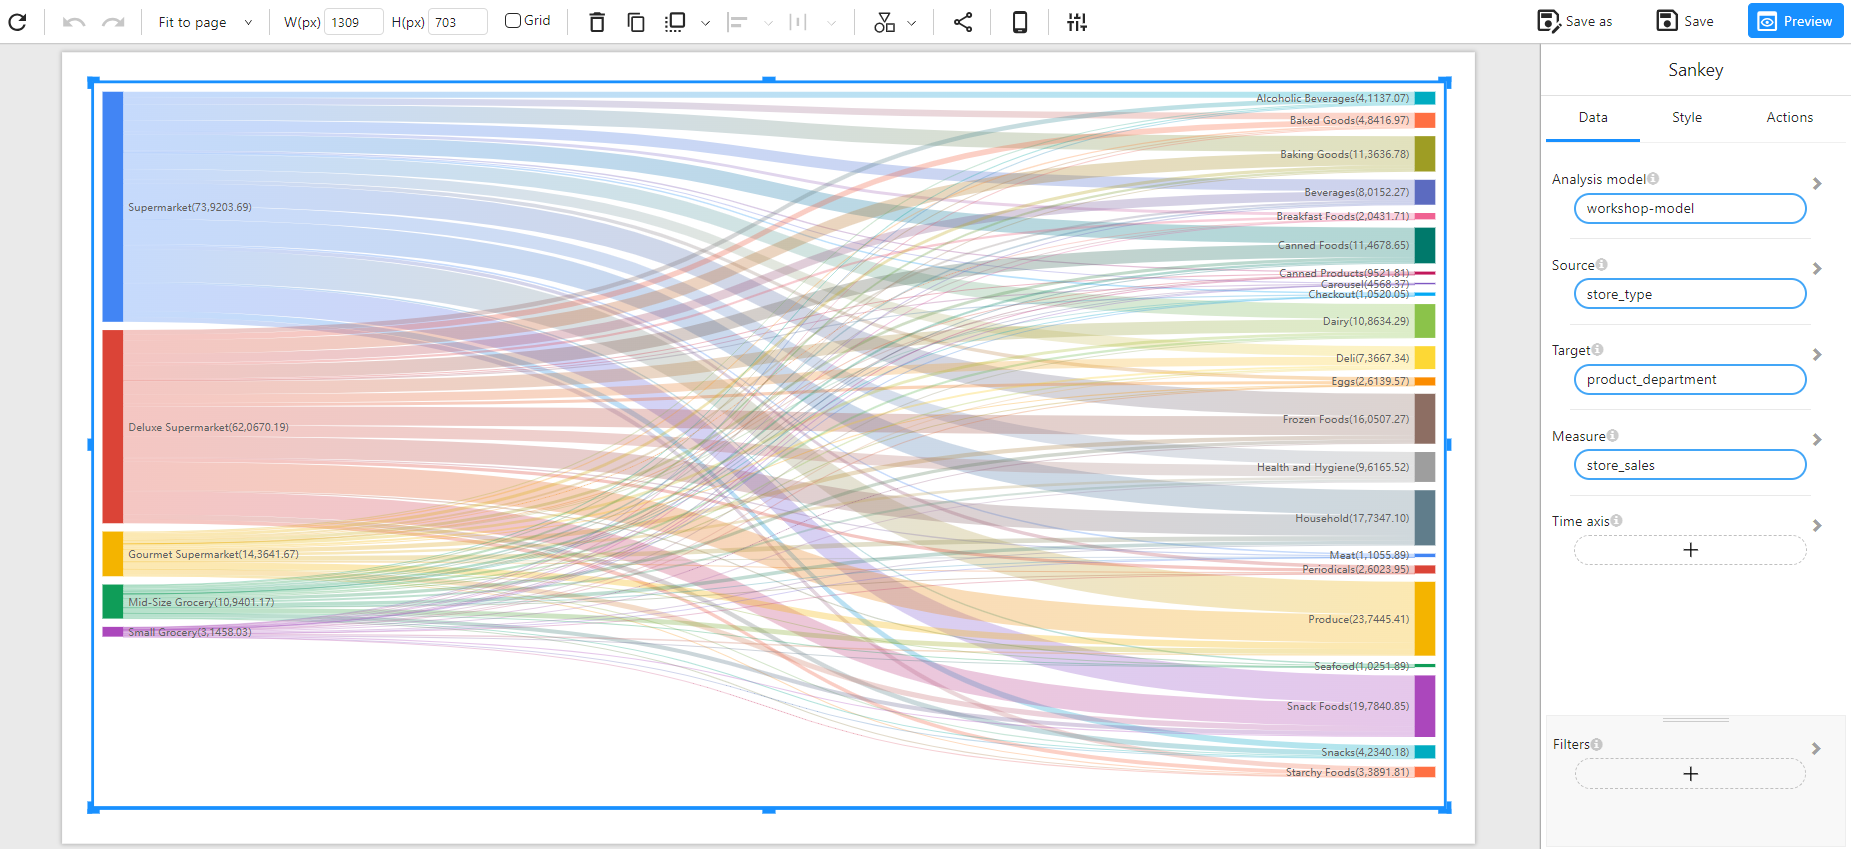 Fit to page
W(px) 1309 H(px) 703
Grid
Save as
Save
Preview
Supermarket(73,9203.69)
Deluxe Supermarket(62,0670.19)
Gourmet Supermarket(14,3641.67)
Mid-Size Grocery(10,9401.17)
Small Grocery(3,1458.03)
Alcoholic Beverages(4,1137.07)
Baked Goods(4,8416.97)
Baking Goods(11,3636.78)
Beverages(8,0152.27)
Breakfast Foods(2,0431.71)
Canned Foods(11,4678.65)
Canned Products(9521.81)
Carousel(4568.37)
Checkout(1,0520.05)
Dairy(10,8634.29)
Deli(7,3667.34)
Eggs(2,6139.57)
Frozen Foods(16,0507.27)
Health and Hygiene(9,6165.52)
Household(17,7347.10)
Meat(1,1055.89)
Periodicals(2,6023.95)
Produce(23,7445.41)
Seafood(1,0251.89)
Snack Foods(19,7840.85)
Snacks(4,2340.18)
Starchy Foods(3,3891.81)
Sankey
Data
Style
Actions
Analysis model
workshop-model
Source
store_type
Target
product_department
Measure
store_sales
Time axis
+
Filters
+